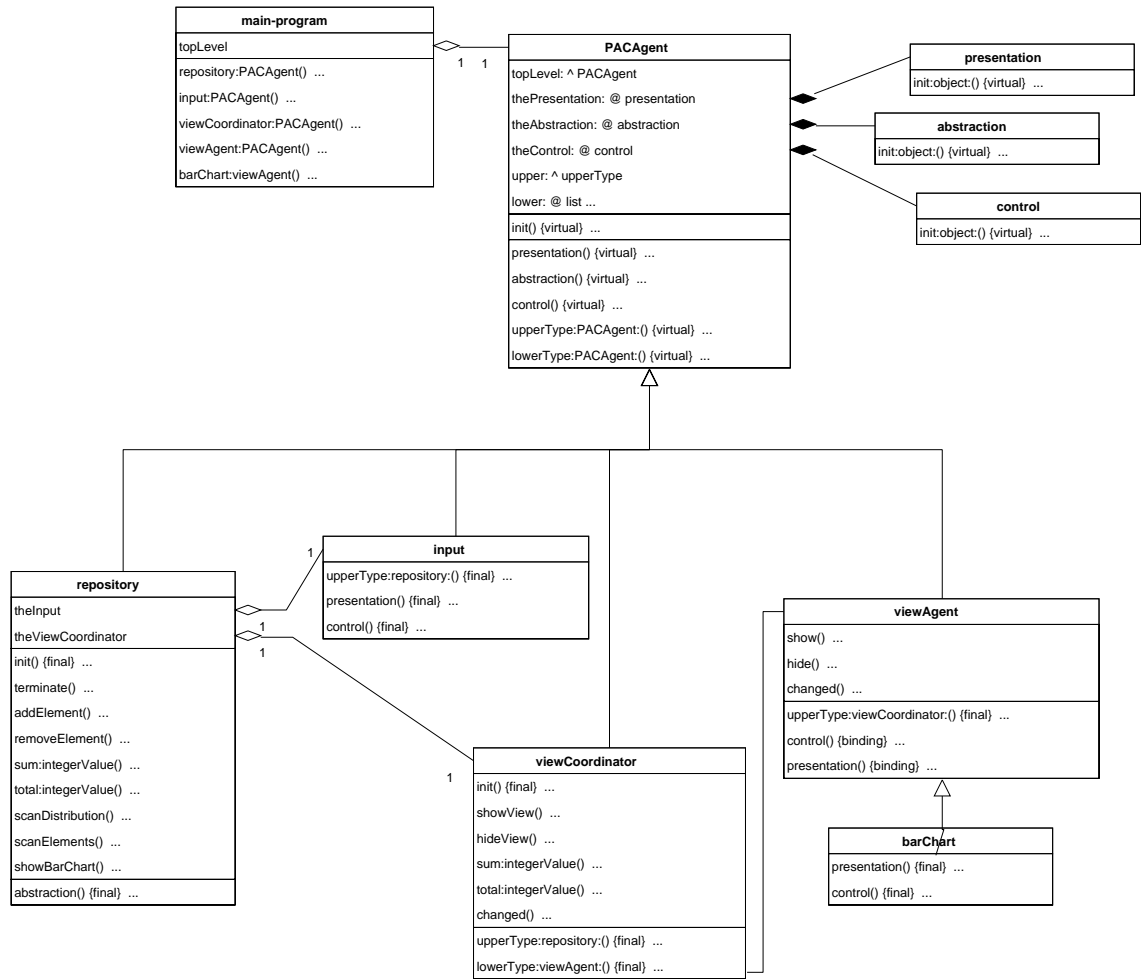 main-program
topLevel
repository:PACAgent() ...
input:PACAgent() ...
viewCoordinator:PACAgent() ...
viewAgent:PACAgent() ...
barChart:viewAgent() ...
1
1
PACAgent
topLevel: ^ PACAgent
thePresentation: @ presentation
theAbstraction: @ abstraction
theControl: @ control
upper: ^ upperType
lower: @ list ...
init() {virtual} ...
presentation() {virtual} ...
abstraction() {virtual} ...
control() {virtual} ...
upperType:PACAgent:() {virtual} ...
lowerType:PACAgent:() {virtual} ...
presentation
init:object:() {virtual} ...
abstraction
init:object:() {virtual} ...
control
init:object:() {virtual} ...
repository
theInput
theViewCoordinator
init() {final} ...
terminate() ...
addElement() ...
removeElement() ...
sum:integerValue() ...
total:integerValue() ...
scanDistribution() ...
scanElements() ...
showBarChart() ...
abstraction() {final} ...
1
1
1
1
input
upperType:repository:() {final} ...
presentation() {final} ...
control() {final} ...
viewCoordinator
init() {final} ...
showView() ...
hideView() ...
sum:integerValue() ...
total:integerValue() ...
changed() ...
upperType:repository:() {final} ...
lowerType:viewAgent:() {final} ...
viewAgent
show() ...
hide() ...
changed() ...
upperType:viewCoordinator:() {final} ...
control() {binding} ...
presentation() {binding} ...
barChart
presentation() {final} ...
control() {final} ...